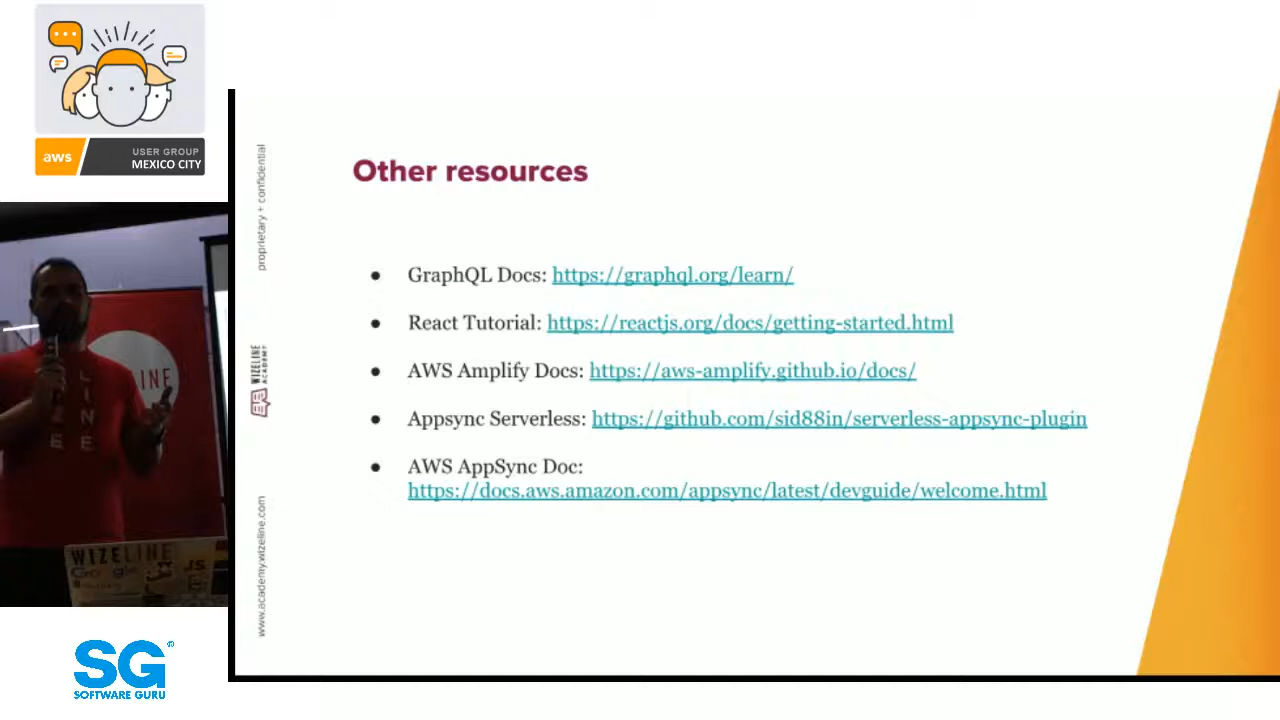 aws
USER GROUP
MEXICO CITY
proprietary + confidential
WIZELINE
ACADEMY
www.academy.wizeline.com
Other resources
● GraphQL Docs: https://graphql.org/learn/
● React Tutorial: https://reactjs.org/docs/getting-started.html
● AWS Amplify Docs: https://aws-amplify.github.io/docs/
● Appsync Serverless: https://github.com/sid88in/serverless-appsync-plugin
● AWS AppSync Doc:
https://docs.aws.amazon.com/appsync/latest/devguide/welcome.html
LINE
WIZELINE
Google
JS
SG®
SOFTWARE GURU